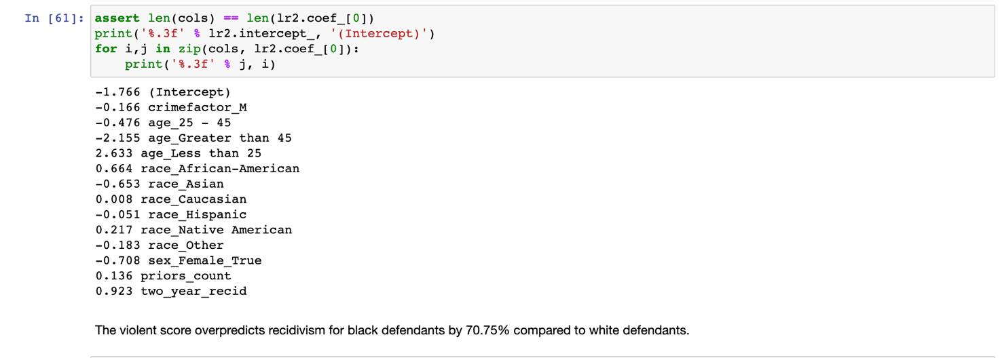 In [61]: assert len(cols) == len(lr2.coef_[0])
print('%.3f' % lr2.intercept_, '(Intercept)')
for i,j in zip(cols, lr2.coef_[0]):
    print('%.3f' % j, i)
-1.766 (Intercept)
-0.166 crimefactor_M
-0.476 age_25 - 45
-2.155 age_Greater than 45
2.633 age_Less than 25
0.664 race_African-American
-0.653 race_Asian
0.008 race_Caucasian
-0.051 race_Hispanic
0.217 race_Native American
-0.183 race_Other
-0.708 sex_Female_True
0.136 priors_count
0.923 two_year_recid
The violent score overpredicts recidivism for black defendants by 70.75% compared to white defendants.